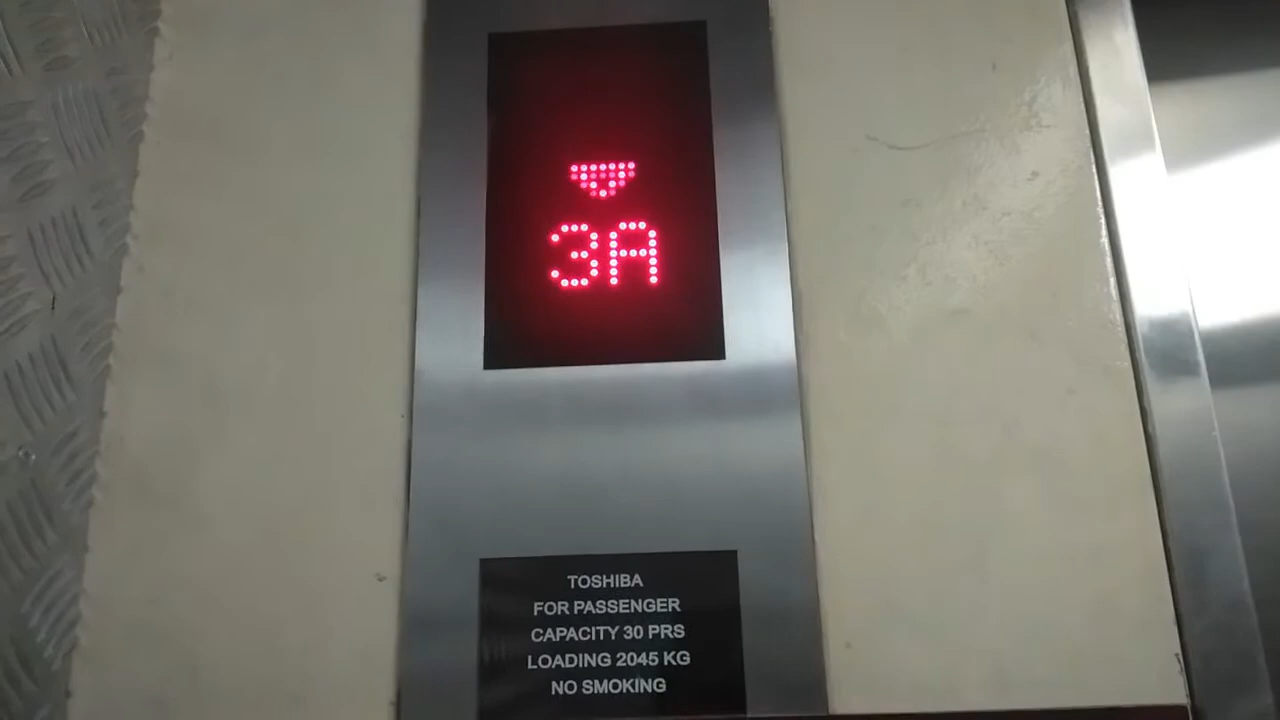 3A
TOSHIBA
FOR PASSENGER
CAPACITY 30 PRS
LOADING 2045 KG
NO SMOKING